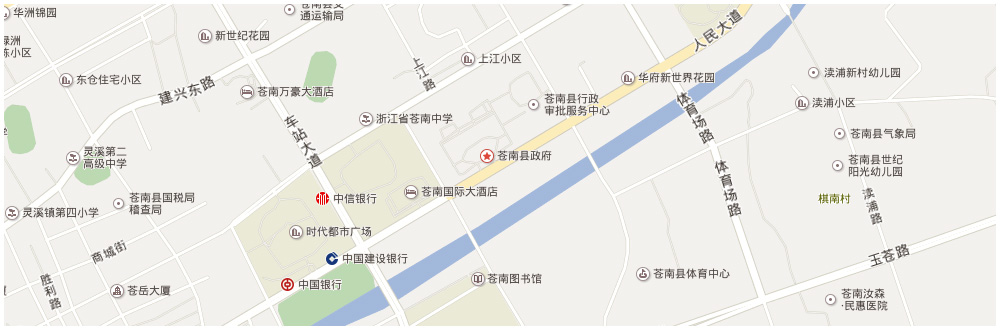 华洲锦园
苍南县交
通运输局
绿洲
东小区
新世纪花园
东仓住宅小区
建兴东路
苍南万豪大酒店
上江路
上江小区
人民大道
华府新世界花园
渎浦新村幼儿园
渎浦小区
苍南县行政
审批服务中心
体育场路
浙江省苍南中学
车站大道
苍南县气象局
灵溪第二
高级中学
苍南县政府
苍南县世纪
阳光幼儿园
体育场路
苍南国际大酒店
中信银行
苍南县国税局
稽查局
灵溪镇第四小学
棋南村
渎浦路
时代都市广场
商城街
中国建设银行
玉苍路
胜利路
中国银行
苍南图书馆
苍南县体育中心
苍岳大厦
苍南汝森
·民惠医院